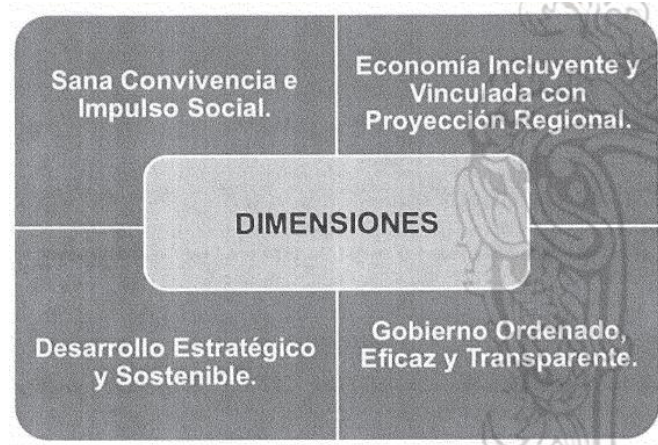 Sana Convivencia e
Impulso Social.
Economía Incluyente y
Vinculada con
Proyección Regional.
DIMENSIONES
Desarrollo Estratégico
y Sostenible.
Gobierno Ordenado,
Eficaz y Transparente.